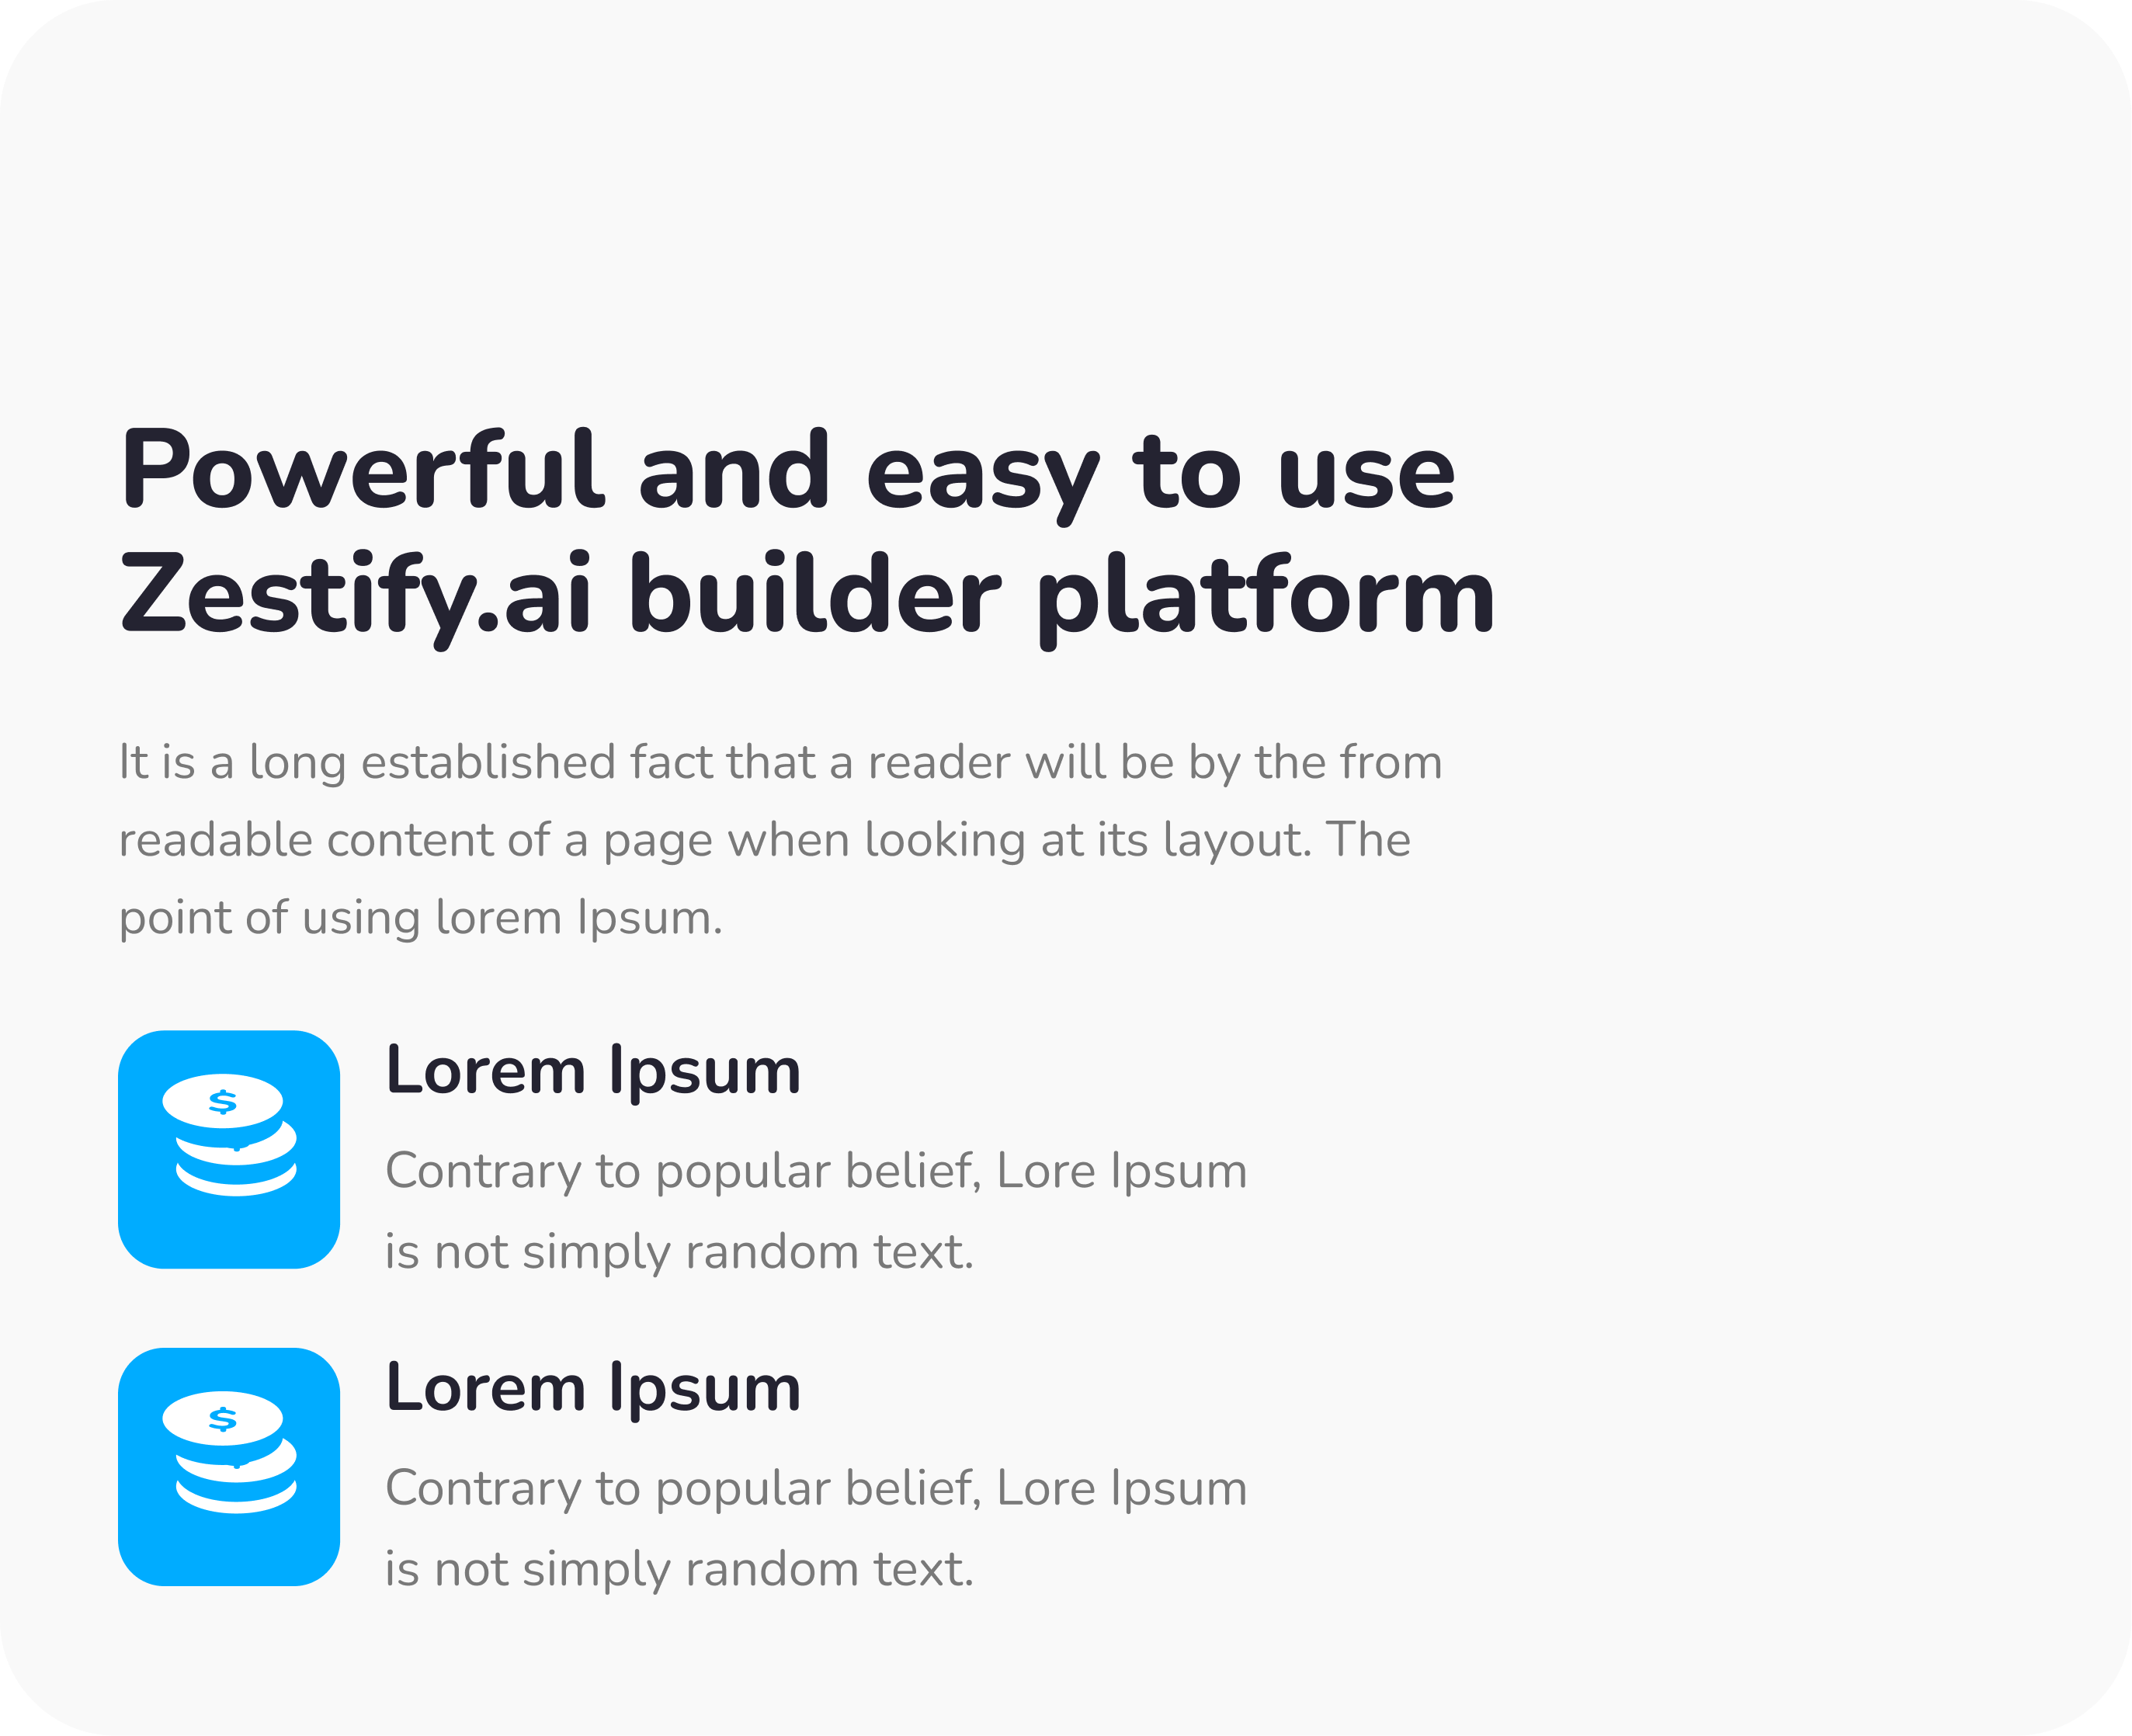 Powerful and easy to use
Zestify.ai builder platform
It is a long established fact that a reader will be by the from
readable content of a page when looking at its layout. The
point of using lorem Ipsum.
$
Lorem Ipsum
Contrary to popular belief, Lore Ipsum
is not simply random text.
$
Lorem Ipsum
Contrary to popular belief, Lore Ipsum
is not simply random text.